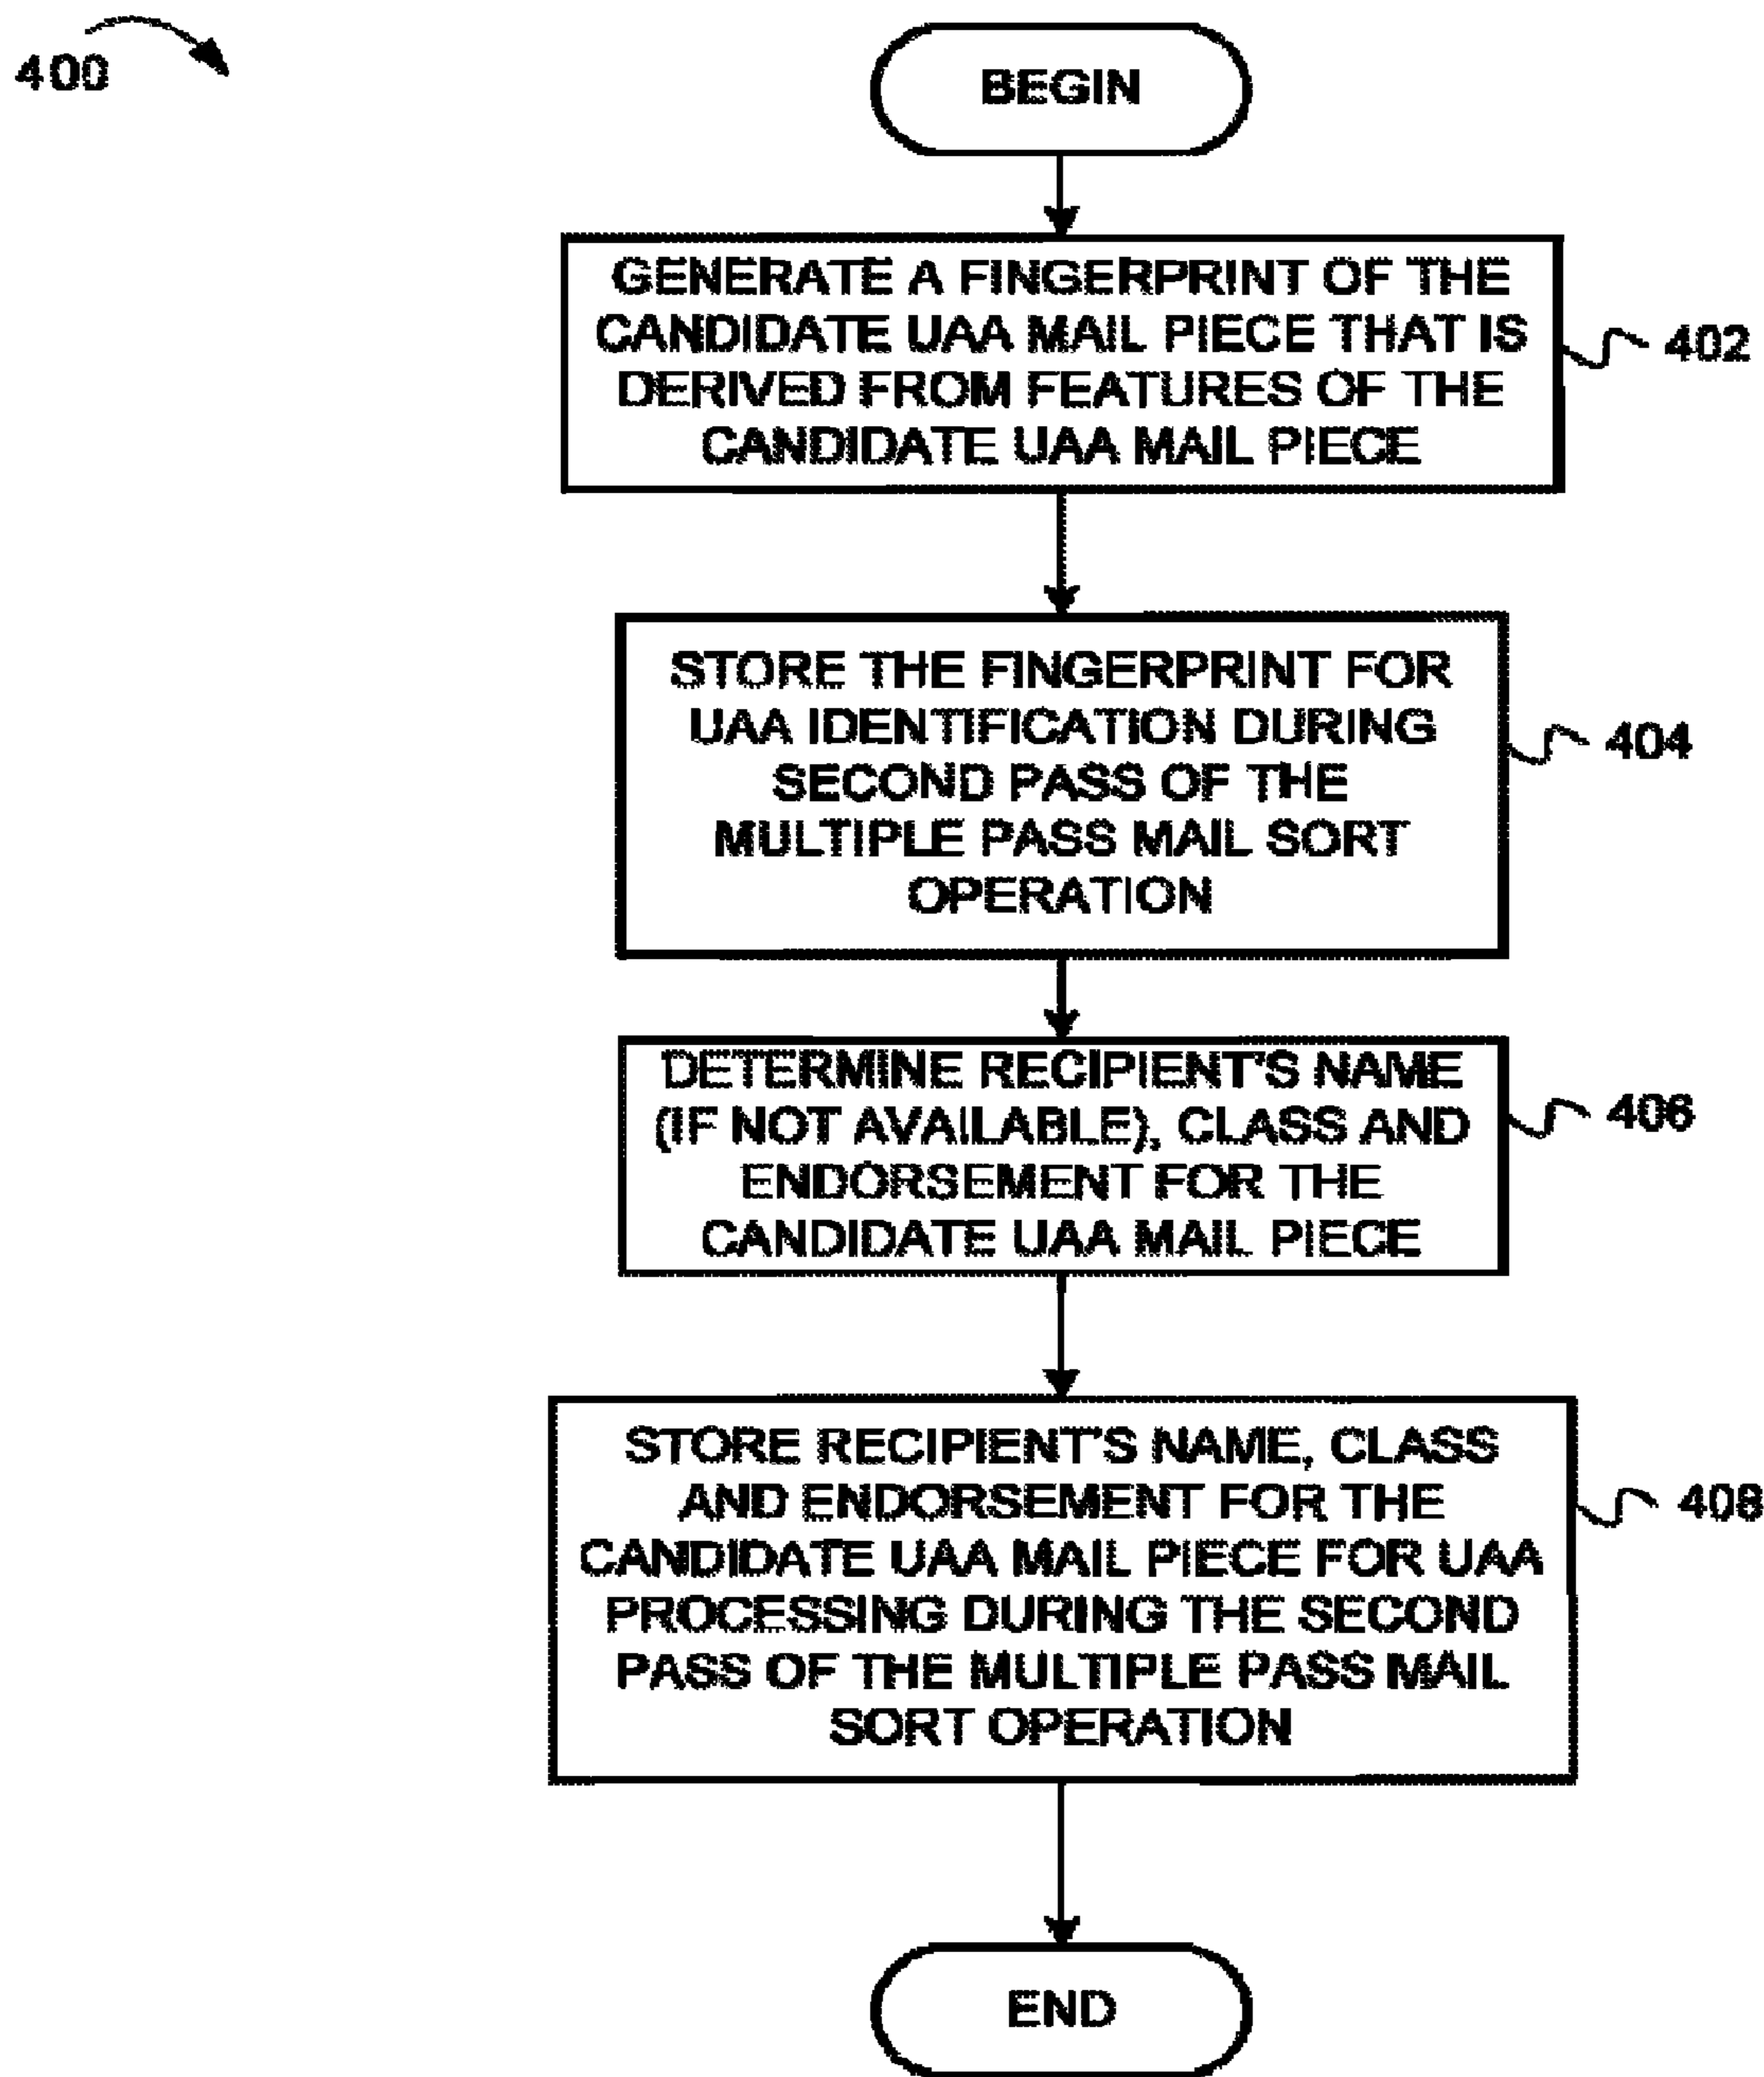 400
BEGIN
GENERATE A FINGERPRINT OF THE
CANDIDATE UAA MAIL PIECE THAT IS
DERIVED FROM FEATURES OF THE
CANDIDATE UAA MAIL PIECE
402
STORE THE FINGERPRINT FOR
UAA IDENTIFICATION DURING
SECOND PASS OF THE
MULTIPLE PASS MAIL SORT
OPERATION
404
DETERMINE RECIPIENT'S NAME
(IF NOT AVAILABLE), CLASS AND
ENDORSEMENT FOR THE
CANDIDATE UAA MAIL PIECE
406
STORE RECIPIENT'S NAME, CLASS
AND ENDORSEMENT FOR THE
CANDIDATE UAA MAIL PIECE FOR UAA
PROCESSING DURING THE SECOND
PASS OF THE MULTIPLE PASS MAIL
SORT OPERATION
408
END